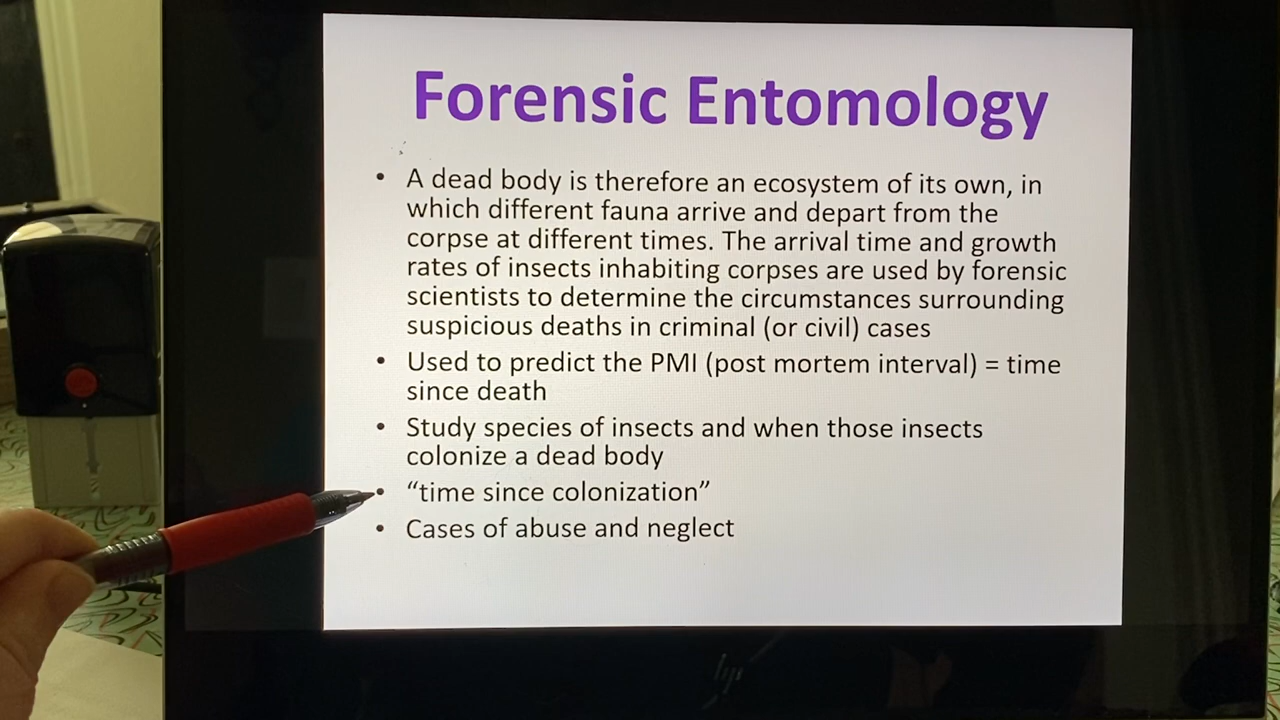 Forensic Entomology
• A dead body is therefore an ecosystem of its own, in
which different fauna arrive and depart from the
corpse at different times. The arrival time and growth
rates of insects inhabiting corpses are used by forensic
scientists to determine the circumstances surrounding
suspicious deaths in criminal (or civil) cases
• Used to predict the PMI (post mortem interval) = time
since death
• Study species of insects and when those insects
colonize a dead body
• “time since colonization”
• Cases of abuse and neglect
hp